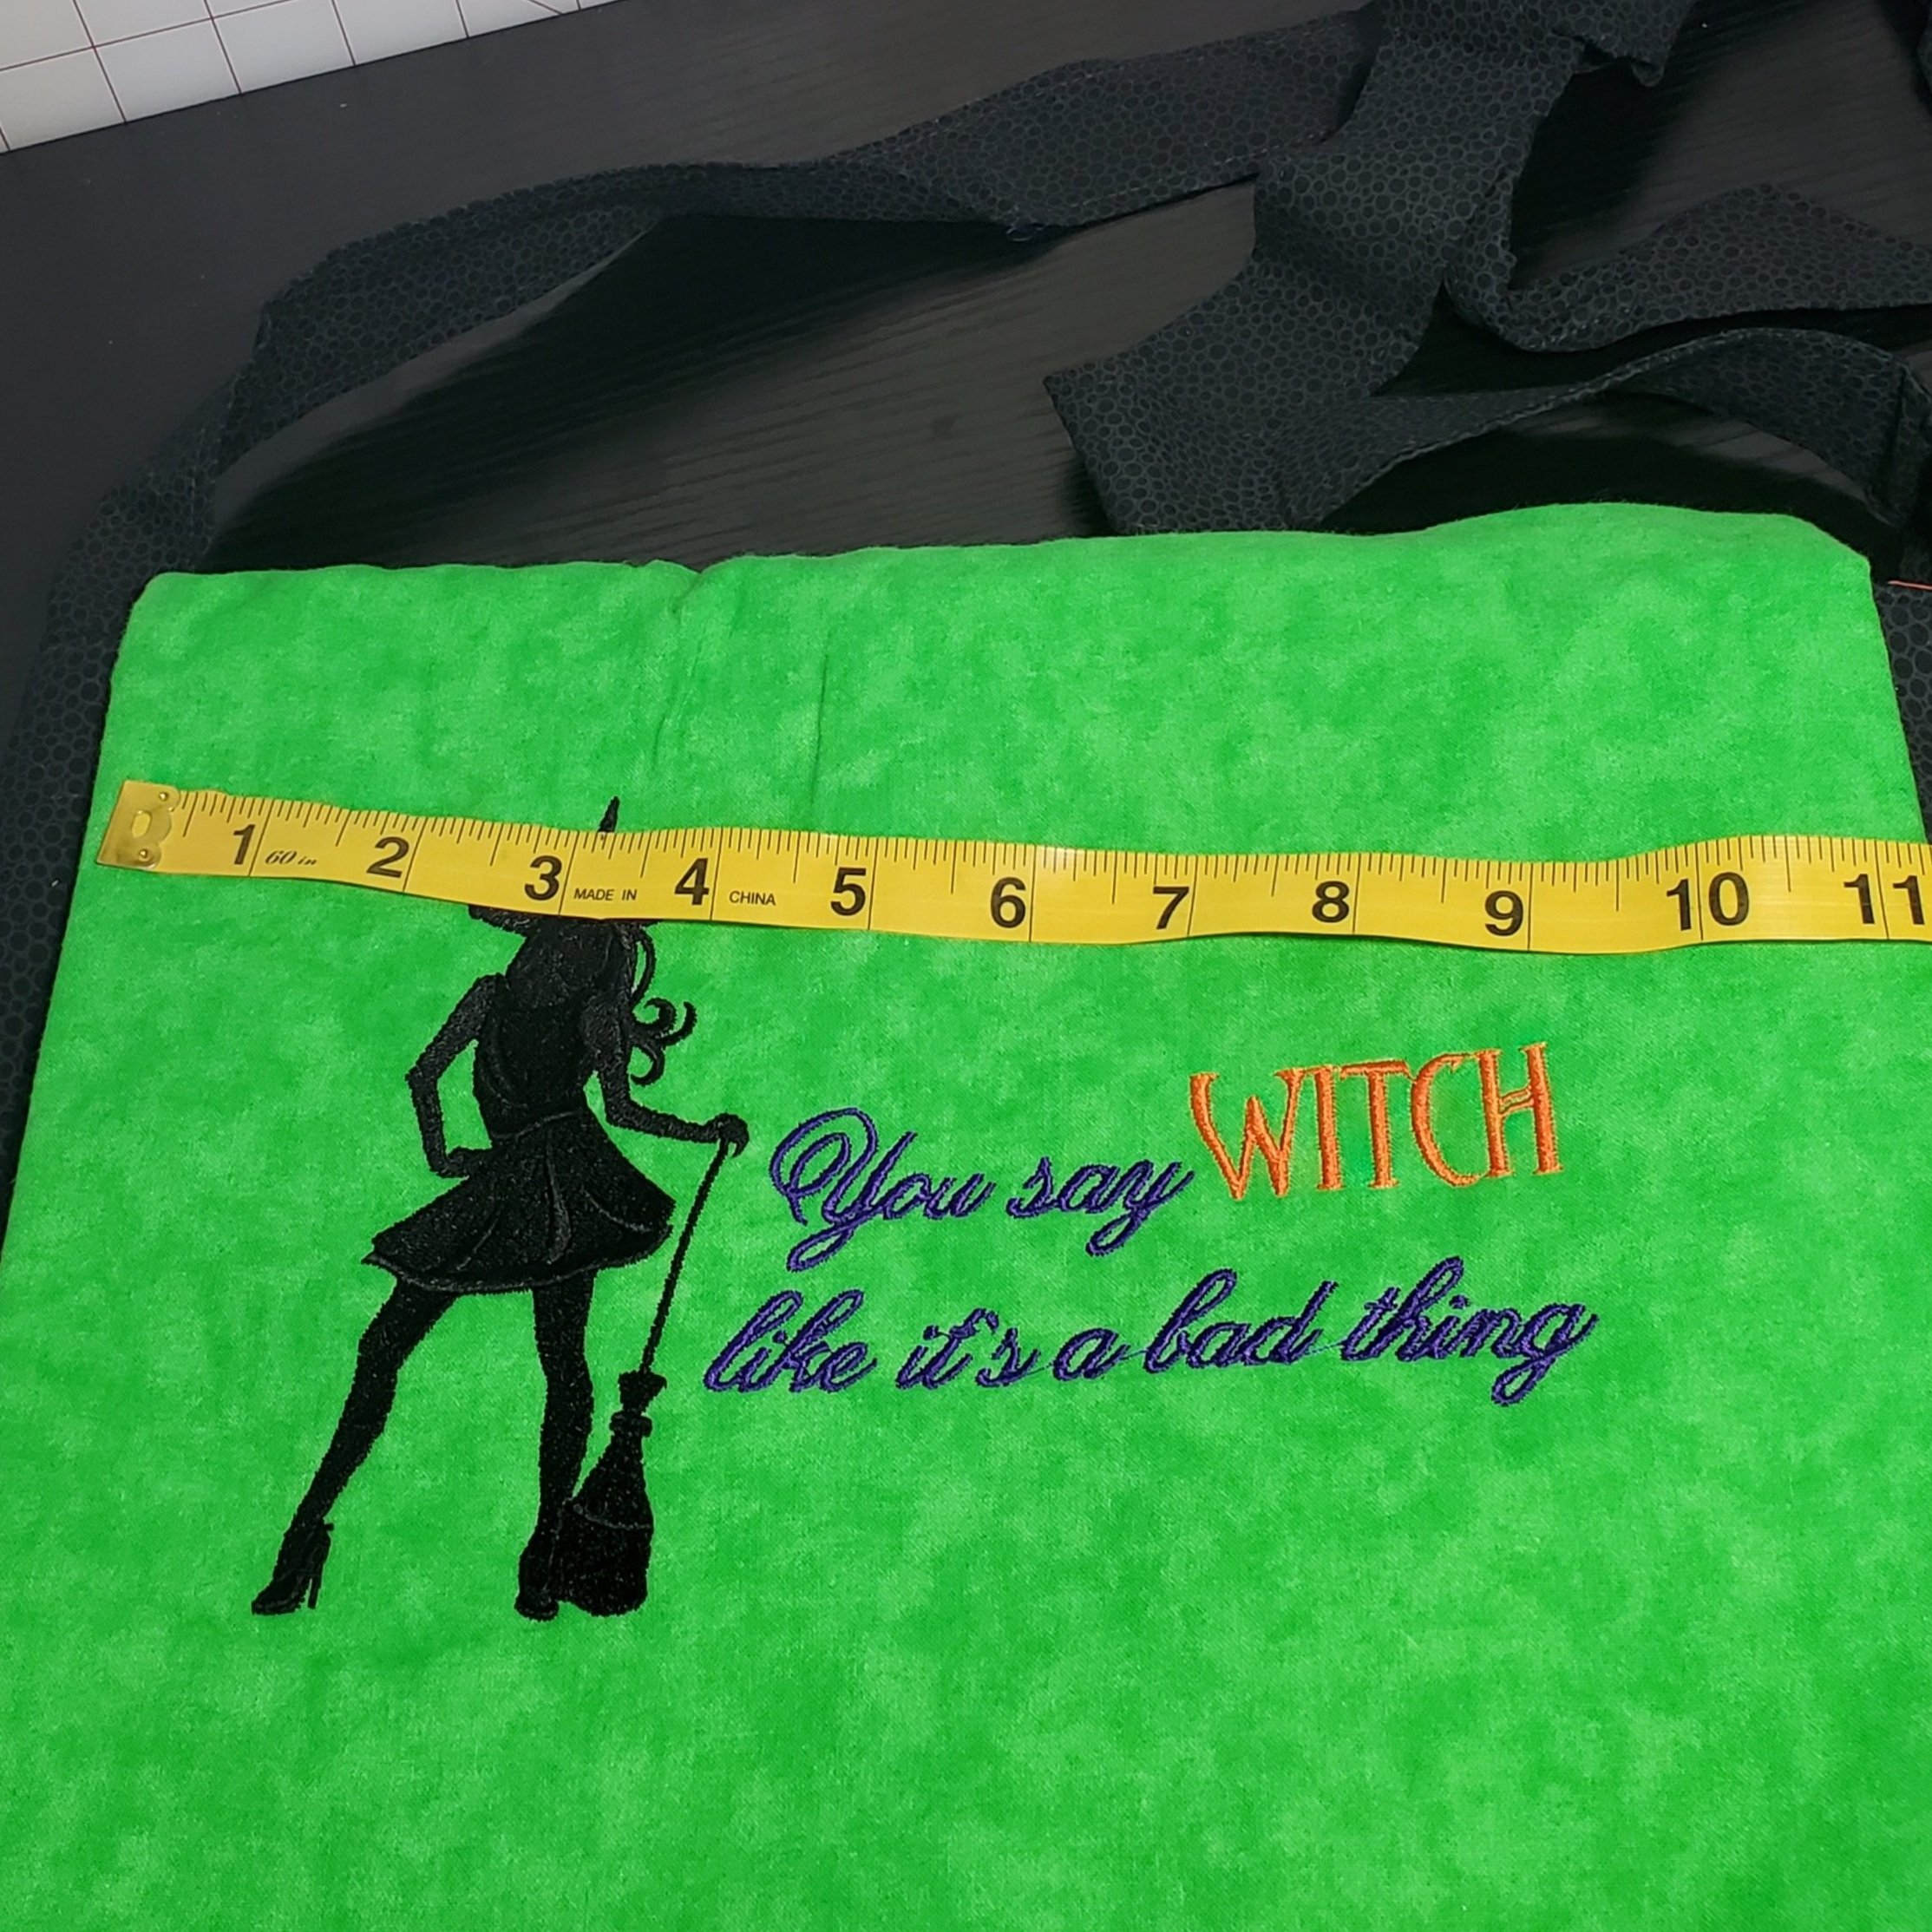 1 60 in 2 3 MADE IN 4 CHINA 5 6 7 8 9 10 11
You say WITCH
like it's a bad thing